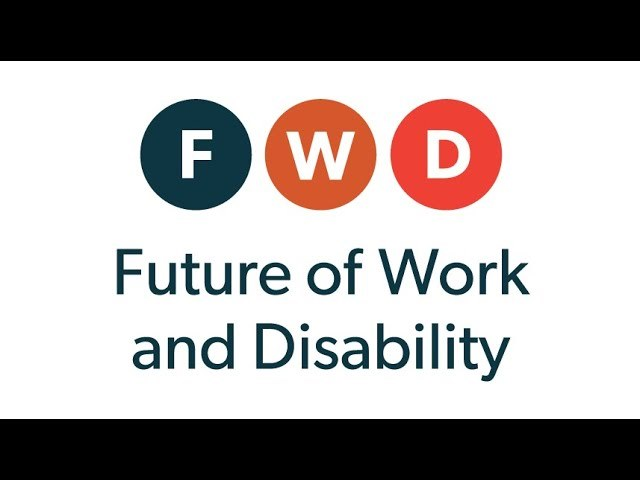 F W D
Future of Work
and Disability